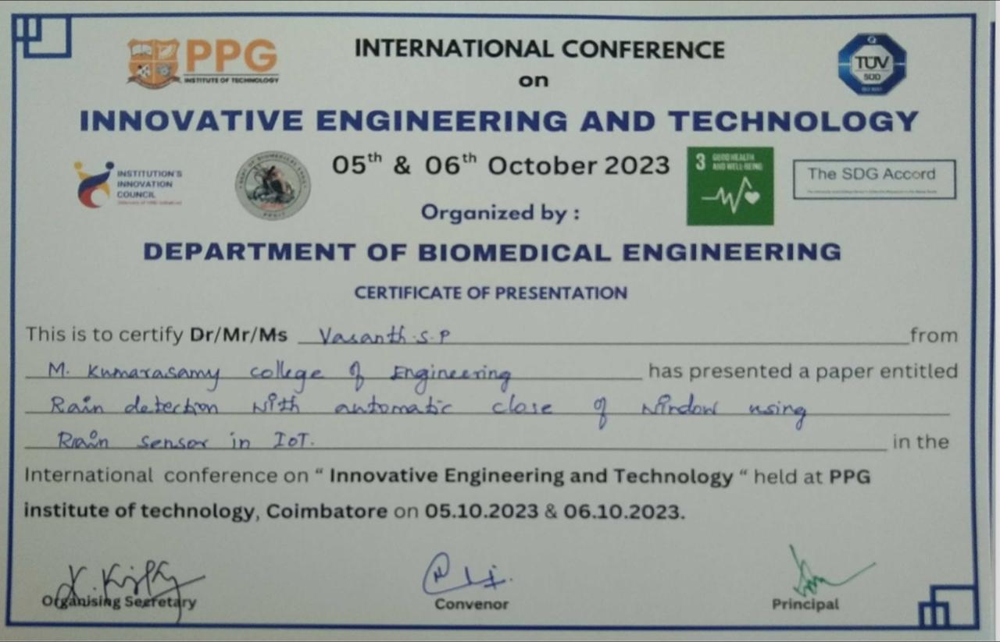 PPG
INSTITUTE OF TECHNOLOGY
INTERNATIONAL CONFERENCE
on
TÜV
SÜD
ISO 9001
INNOVATIVE ENGINEERING AND TECHNOLOGY
INSTITUTION'S
INNOVATION
COUNCIL
05th & 06th October 2023
3 GOOD HEALTH
AND WELL-BEING
The SDG Accord
Organized by :
DEPARTMENT OF BIOMEDICAL ENGINEERING
CERTIFICATE OF PRESENTATION
This is to certify Dr/Mr/Ms Vasanth.S.P from
M. Kumarasamy college of Engineering has presented a paper entitled
Rain detection with automatic close of window using
Rain sensor in IoT. in the
International conference on “ Innovative Engineering and Technology “ held at PPG
institute of technology, Coimbatore on 05.10.2023 & 06.10.2023.
Organising Secretary
Convenor
Principal